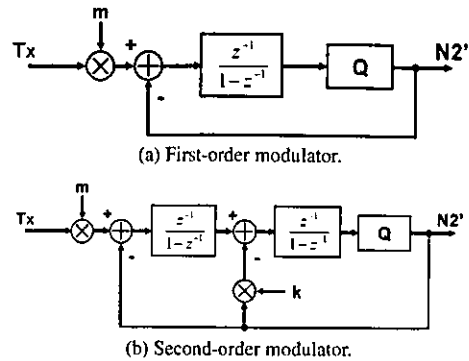 m
Tx
+
-
z⁻¹
1-z⁻¹
Q
N2'
(a) First-order modulator.
m
Tx
+
-
z⁻¹
1-z⁻¹
+
-
z⁻¹
1-z⁻¹
Q
N2'
k
(b) Second-order modulator.